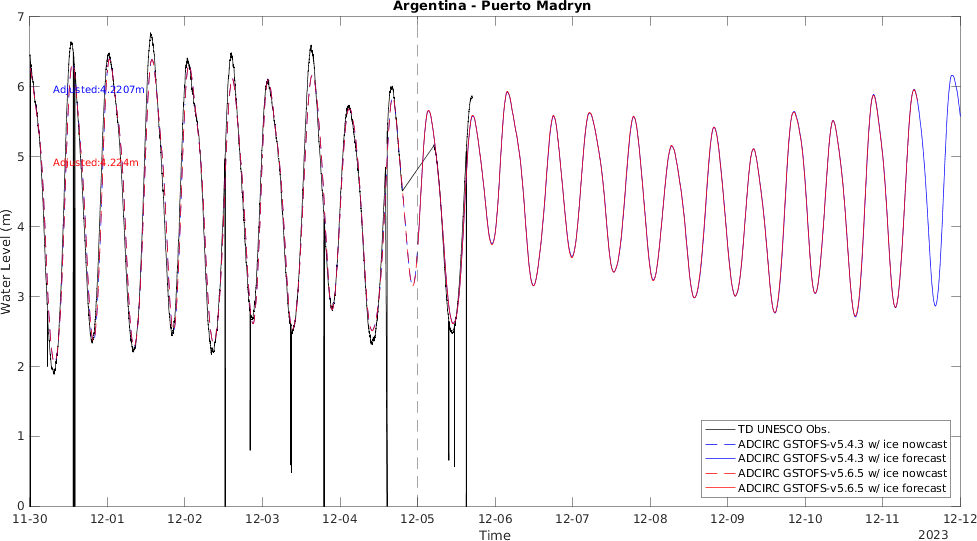 Argentina - Puerto Madryn
7
6
5
4
3
2
1
0
Water Level (m)
Adjusted:4.2207m
Adjusted:4.224m
TD UNESCO Obs.
ADCIRC GSTOFS-v5.4.3 w/ ice nowcast
ADCIRC GSTOFS-v5.4.3 w/ ice forecast
ADCIRC GSTOFS-v5.6.5 w/ ice nowcast
ADCIRC GSTOFS-v5.6.5 w/ ice forecast
11-30 12-01 12-02 12-03 12-04 12-05 12-06 12-07 12-08 12-09 12-10 12-11 12-12
Time
2023